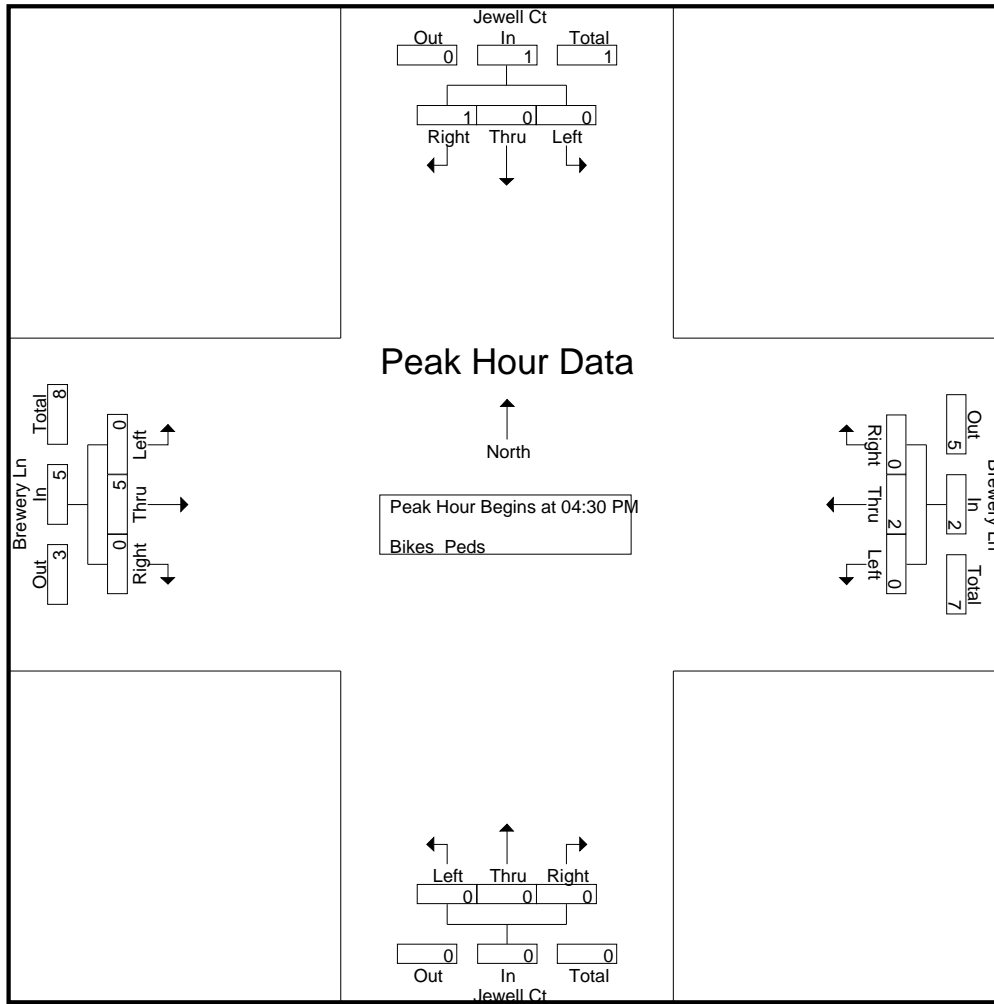 Jewell Ct
Out In Total
0 1 1
1 0 0
Right Thru Left
Peak Hour Data
North
Peak Hour Begins at 04:30 PM
Bikes Peds
Brewery Ln
Total In Out
8 5 3
0 5 0
Left Thru Right
Brewery Ln
Out In Total
5 2 7
0 2 0
Right Thru Left
Left Thru Right
0 0 0
0 0 0
Out In Total
Jewell Ct